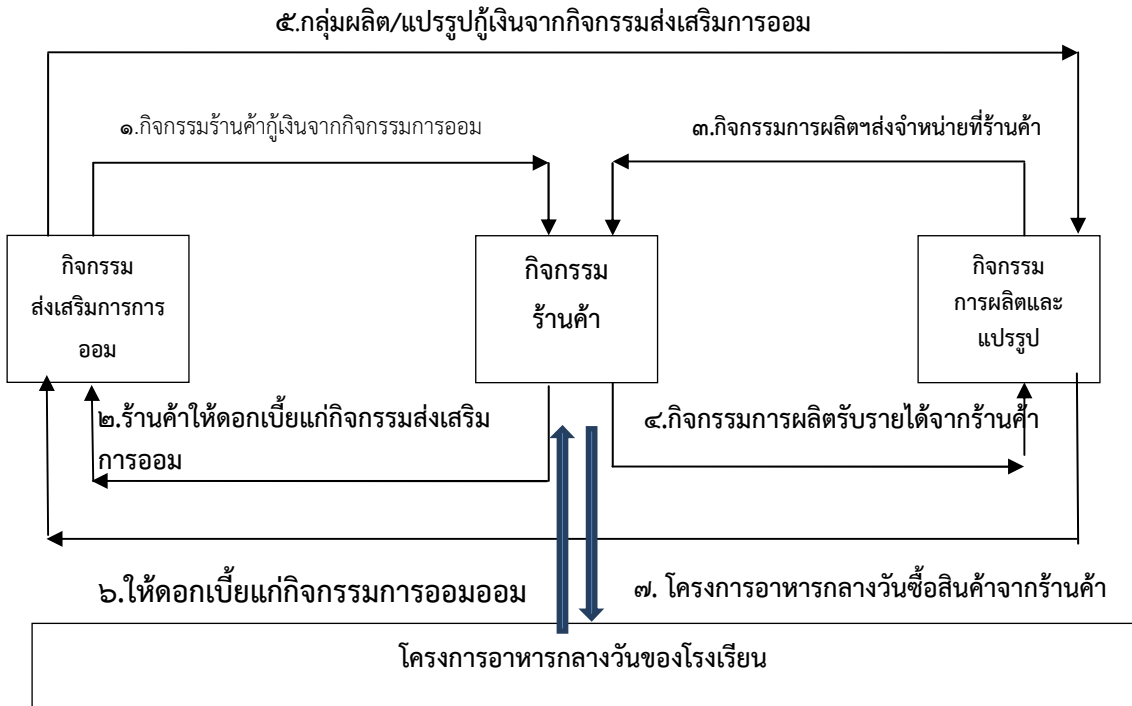 ๕.กลุ่มผลิต/แปรรูปกู้เงินจากกิจกรรมส่งเสริมการออม
๑.กิจกรรมร้านค้ากู้เงินจากกิจกรรมการออม
๓.กิจกรรมการผลิตฯส่งจำหน่ายที่ร้านค้า
กิจกรรม
ส่งเสริมการการ
ออม
กิจกรรม
ร้านค้า
กิจกรรม
การผลิตและ
แปรรูป
๒.ร้านค้าให้ดอกเบี้ยแก่กิจกรรมส่งเสริม
การออม
๔.กิจกรรมการผลิตรับรายได้จากร้านค้า
๖.ให้ดอกเบี้ยแก่กิจกรรมการออมออม
๗. โครงการอาหารกลางวันซื้อสินค้าจากร้านค้า
โครงการอาหารกลางวันของโรงเรียน